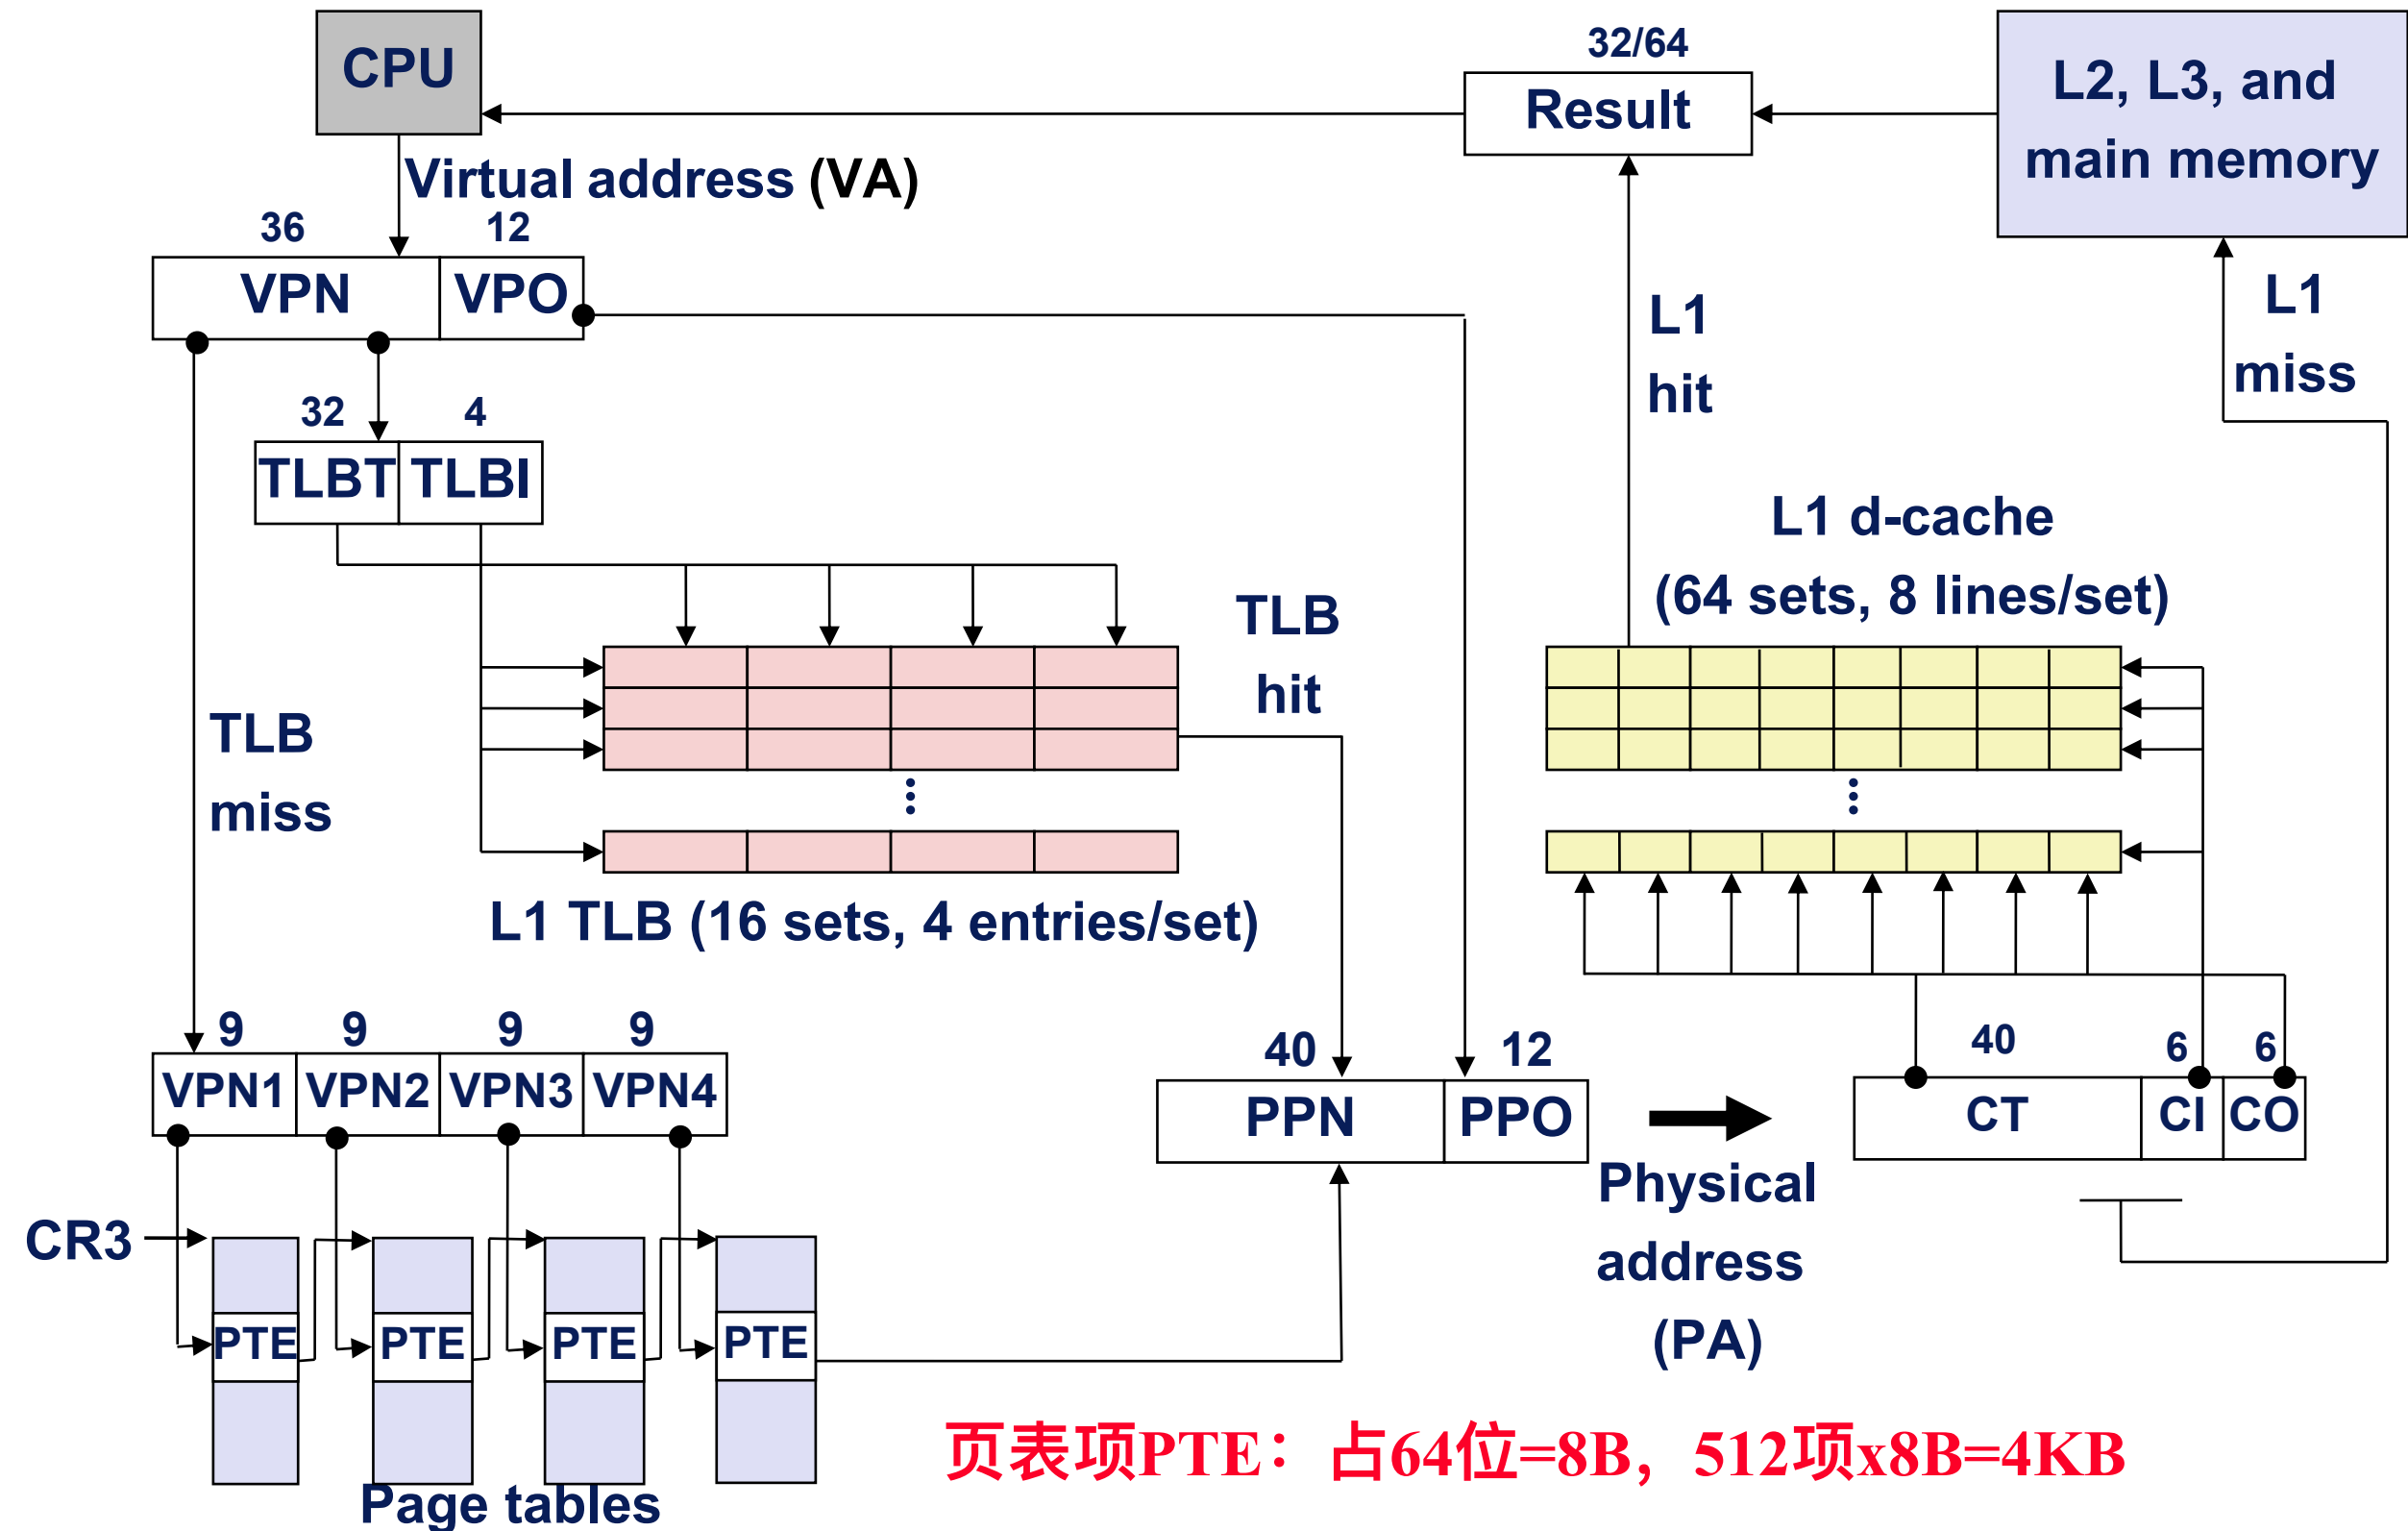 CPU
32/64
Result
L2, L3, and
main memory
Virtual address (VA)
36
12
VPN
VPO
L1
hit
L1
miss
32
4
TLBT
TLBI
L1 d-cache
(64 sets, 8 lines/set)
TLB
hit
TLB
miss
L1 TLB (16 sets, 4 entries/set)
9
9
9
9
VPN1
VPN2
VPN3
VPN4
40
12
PPN
PPO
40
6
6
CT
CI
CO
Physical
address
(PA)
CR3
PTE
PTE
PTE
PTE
Page tables
页表项PTE：占64位=8B，512项x8B=4KB